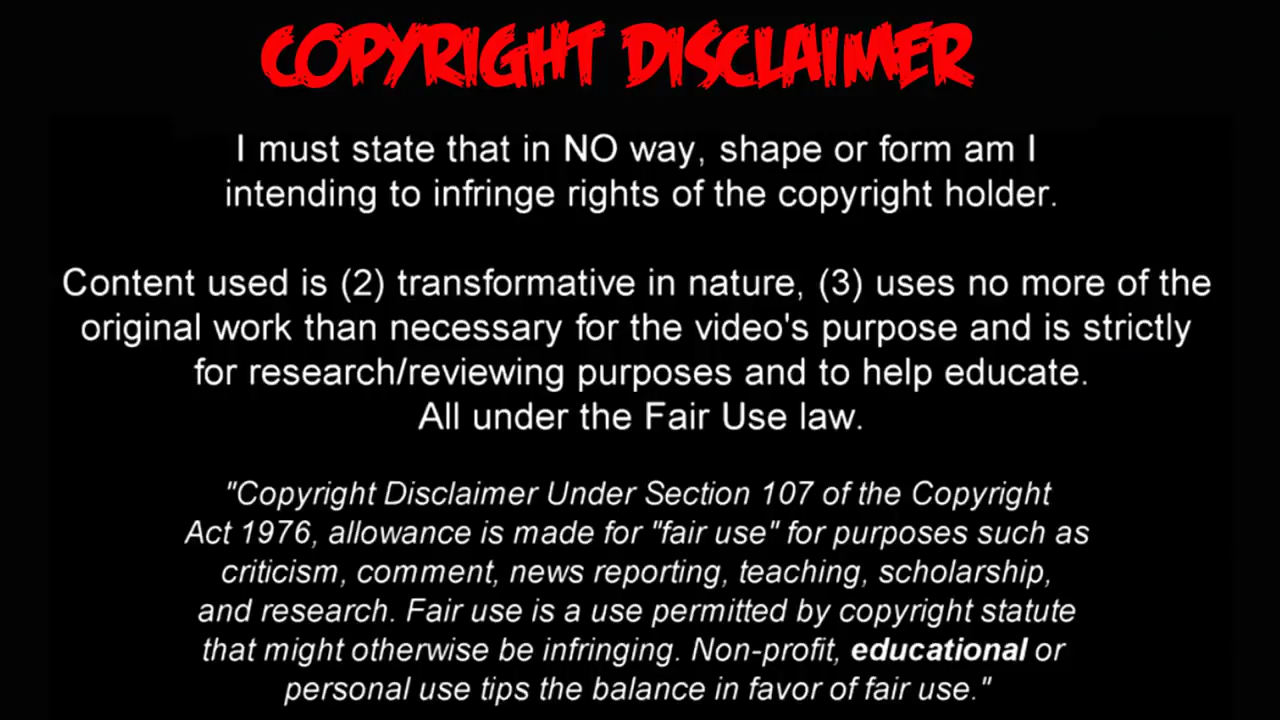 COPYRIGHT DISCLAIMER
I must state that in NO way, shape or form am I
intending to infringe rights of the copyright holder.
Content used is (2) transformative in nature, (3) uses no more of the
original work than necessary for the video's purpose and is strictly
for research/reviewing purposes and to help educate.
All under the Fair Use law.
"Copyright Disclaimer Under Section 107 of the Copyright
Act 1976, allowance is made for "fair use" for purposes such as
criticism, comment, news reporting, teaching, scholarship,
and research. Fair use is a use permitted by copyright statute
that might otherwise be infringing. Non-profit, educational or
personal use tips the balance in favor of fair use."